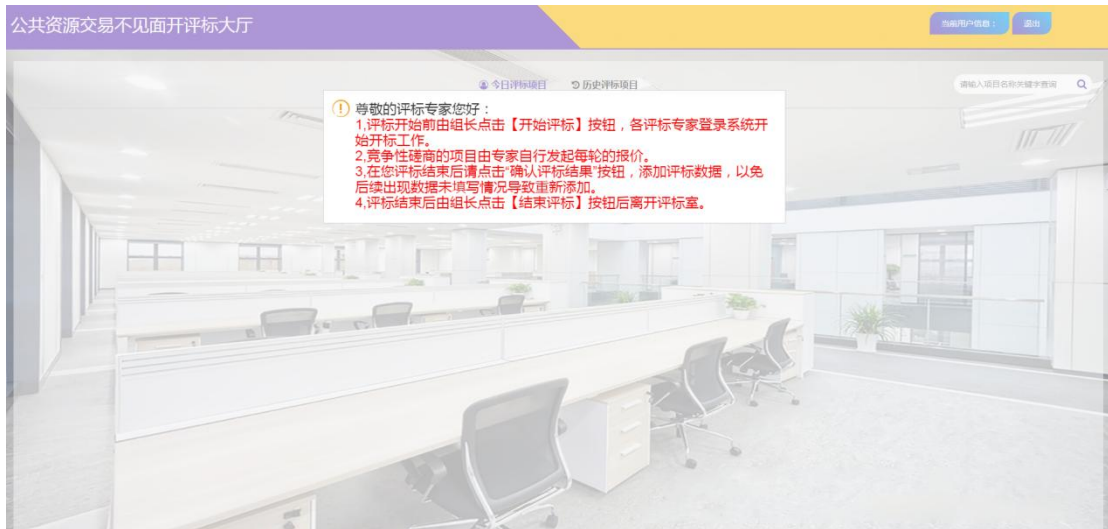 公共资源交易不见面开评标大厅
当前用户信息：
退出
今日评标项目
历史评标项目
请输入项目名称关键字查询
尊敬的评标专家您好：
1,评标开始前由组长点击【开始评标】按钮，各评标专家登录系统开
始开标工作。
2,竞争性磋商的项目由专家自行发起每轮的报价。
3,在您评标结束后请点击“确认评标结果”按钮，添加评标数据，以免
后续出现数据未填写情况导致重新添加。
4,评标结束后由组长点击【结束评标】按钮后离开评标室。